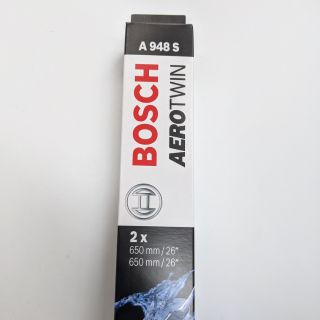 A 948 S
BOSCH
AEROTWIN
2 x
650 mm / 26"
650 mm / 26"